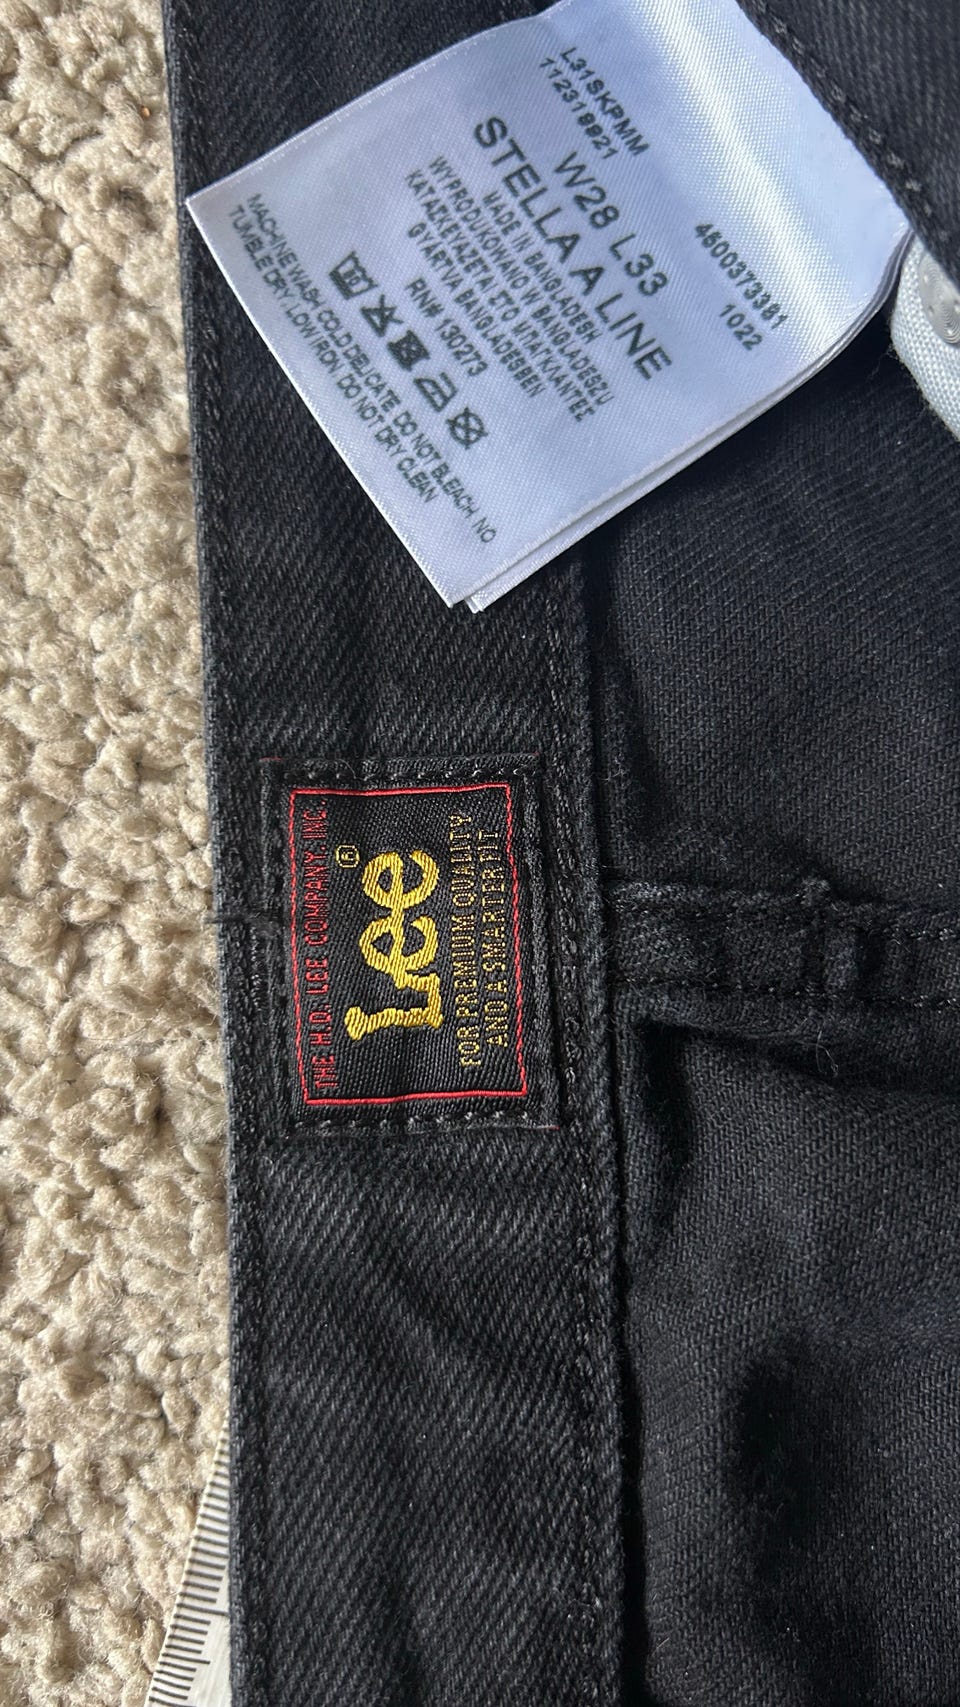 L31SKPMM
112318921
4600373381
1022
W28 L33
STELLA A LINE
MADE IN BANGLADESH
WYPRODUKOWANO W BANGLADESZU
ΚΑΤΑΣΚΕΥΑΖΕΤΑΙ ΣΤΟ ΜΠΑΓΚΛΑΝΤΕΣ
GYÁRTVA BANGLADESBEN
RN# 130273
MACHINE WASH COLD DELICATE DO NOT BLEACH NO
TUMBLE DRY LOW IRON DO NOT DRY CLEAN
THE H.D. LEE COMPANY, INC.
Lee®
FOR PREMIUM QUALITY
AND A SMARTER FIT